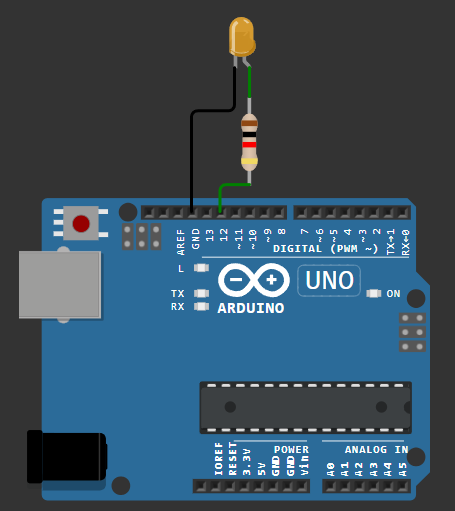 AREF
GND
13
12
~11
~10
~9
8
7
~6
~5
4
~3
2
TX→1
RX←0
DIGITAL (PWM ~)
L
TX
RX
UNO
ON
ARDUINO
IOREF
RESET
3.3V
5V
GND
GND
Vin
POWER
ANALOG IN
A0
A1
A2
A3
A4
A5